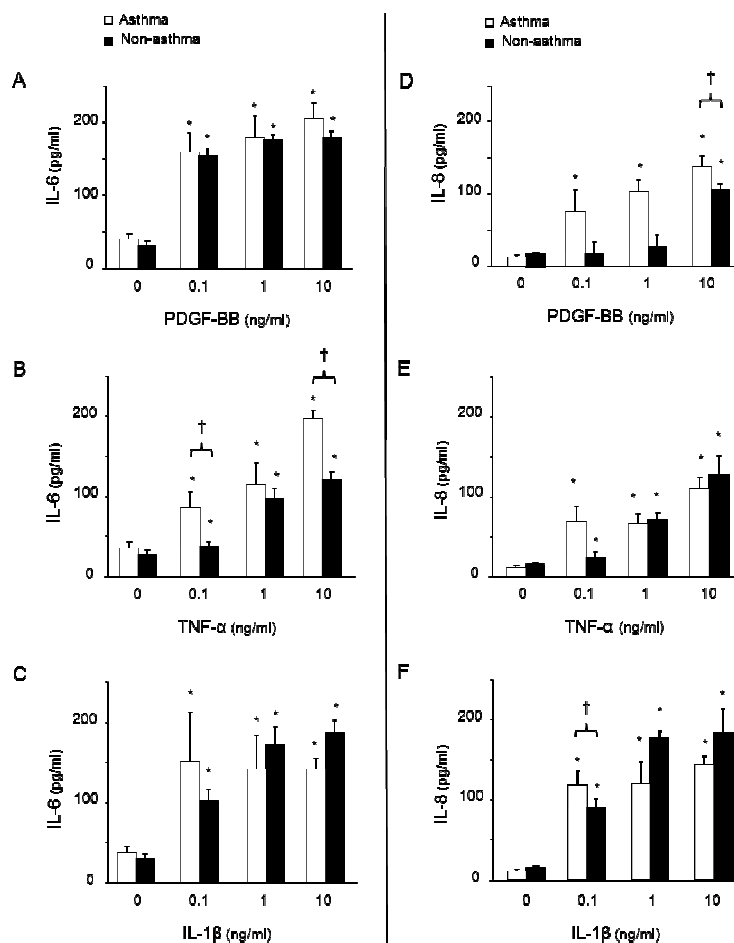 Asthma
Non-asthma
A
*
*
*
*
*
*
IL-6 (pg/ml)
200
100
0
0 0.1 1 10
PDGF-BB (ng/ml)
B
†
†
*
*
*
*
*
*
IL-6 (pg/ml)
200
100
0
0 0.1 1 10
TNF-α (ng/ml)
C
*
*
*
*
*
*
IL-6 (pg/ml)
200
100
0
0 0.1 1 10
IL-1β (ng/ml)
Asthma
Non-asthma
D
†
*
*
*
*
IL-8 (pg/ml)
200
100
0
0 0.1 1 10
PDGF-BB (ng/ml)
E
*
*
*
*
*
*
IL-8 (pg/ml)
200
100
0
0 0.1 1 10
TNF-α (ng/ml)
F
†
*
*
*
*
*
*
IL-8 (pg/ml)
200
100
0
0 0.1 1 10
IL-1β (ng/ml)